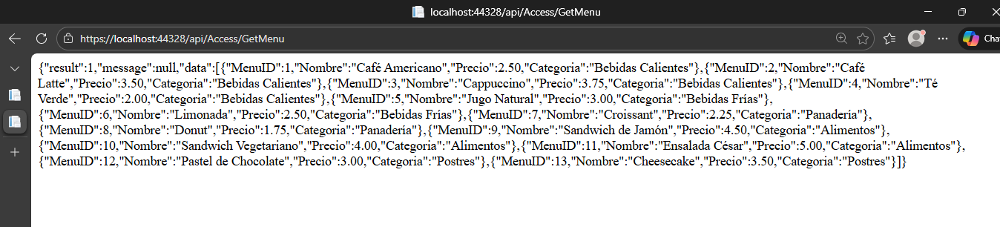 localhost:44328/api/Access/GetMenu
https://localhost:44328/api/Access/GetMenu
Cha
{"result":1,"message":null,"data":[{"MenuID":1,"Nombre":"Café Americano","Precio":2.50,"Categoria":"Bebidas Calientes"},{"MenuID":2,"Nombre":"Café
Latte","Precio":3.50,"Categoria":"Bebidas Calientes"},{"MenuID":3,"Nombre":"Cappuccino","Precio":3.75,"Categoria":"Bebidas Calientes"},{"MenuID":4,"Nombre":"Té
Verde","Precio":2.00,"Categoria":"Bebidas Calientes"},{"MenuID":5,"Nombre":"Jugo Natural","Precio":3.00,"Categoria":"Bebidas Frías"},
{"MenuID":6,"Nombre":"Limonada","Precio":2.50,"Categoria":"Bebidas Frías"},{"MenuID":7,"Nombre":"Croissant","Precio":2.25,"Categoria":"Panadería"},
{"MenuID":8,"Nombre":"Donut","Precio":1.75,"Categoria":"Panadería"},{"MenuID":9,"Nombre":"Sandwich de Jamón","Precio":4.50,"Categoria":"Alimentos"},
{"MenuID":10,"Nombre":"Sandwich Vegetariano","Precio":4.00,"Categoria":"Alimentos"},{"MenuID":11,"Nombre":"Ensalada César","Precio":5.00,"Categoria":"Alimentos"},
{"MenuID":12,"Nombre":"Pastel de Chocolate","Precio":3.00,"Categoria":"Postres"},{"MenuID":13,"Nombre":"Cheesecake","Precio":3.50,"Categoria":"Postres"}]}